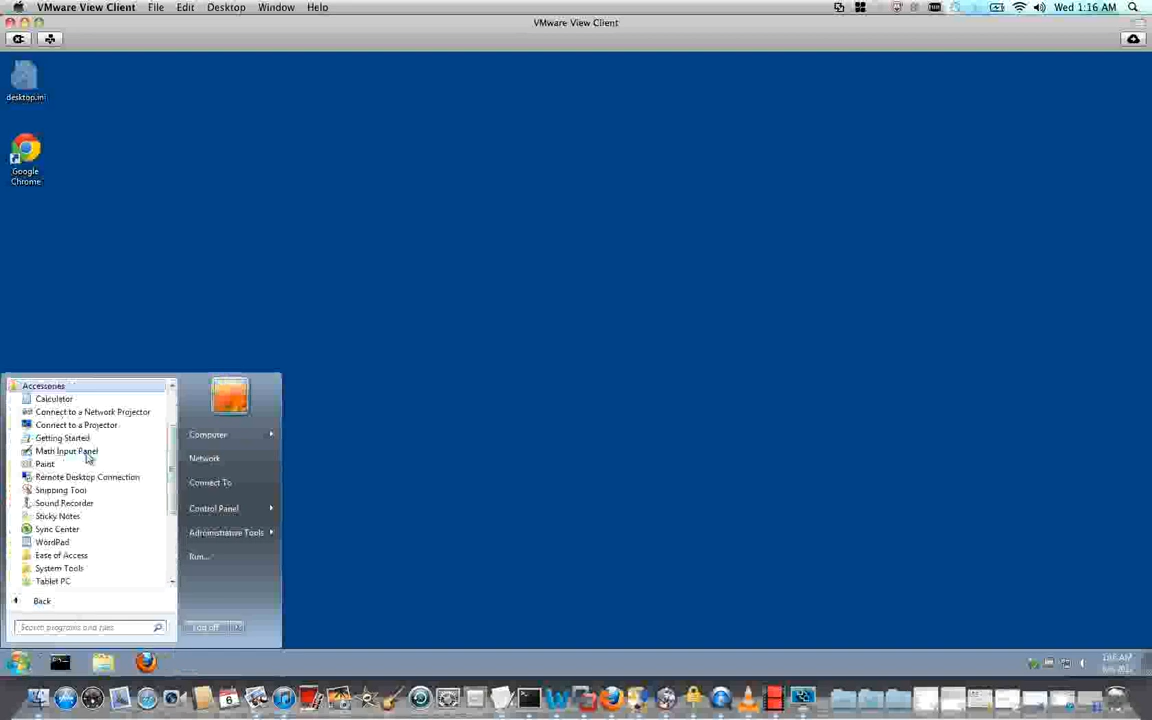 VMware View Client File Edit Desktop Window Help Wed 1:16 AM
VMware View Client
desktop.ini
Google
Chrome
Accessories
Calculator
Connect to a Network Projector
Connect to a Projector
Getting Started
Math Input Panel
Paint
Remote Desktop Connection
Snipping Tool
Sound Recorder
Sticky Notes
Sync Center
WordPad
Ease of Access
System Tools
Tablet PC
Back
Search programs and files
Computer
Network
Connect To
Control Panel
Administrative Tools
Run...
Log off